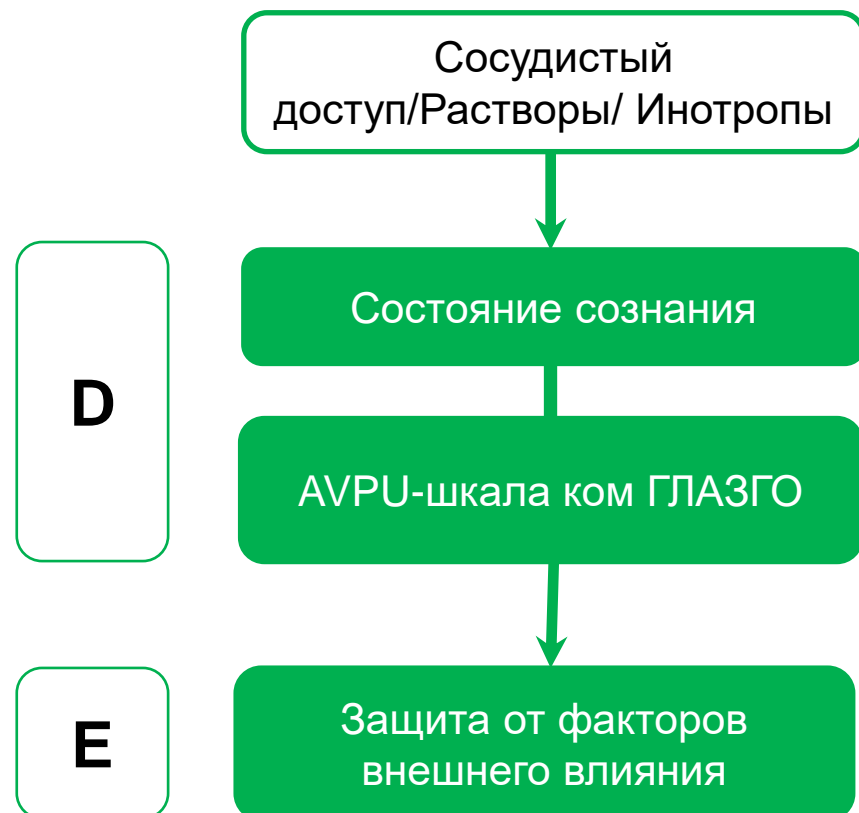 Сосудистый
доступ/Растворы/ Инотропы
D
Состояние сознания
AVPU-шкала ком ГЛАЗГО
E
Защита от факторов
внешнего влияния